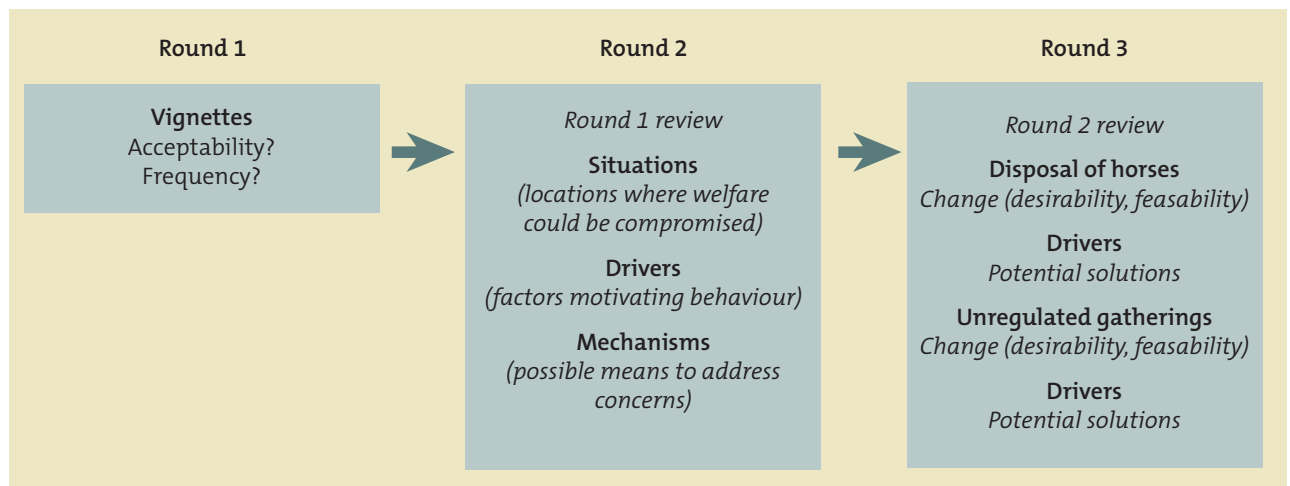 Round 1
Vignettes
Acceptability?
Frequency?
Round 2
Round 1 review
Situations
(locations where welfare
could be compromised)
Drivers
(factors motivating behaviour)
Mechanisms
(possible means to address
concerns)
Round 3
Round 2 review
Disposal of horses
Change (desirability, feasability)
Drivers
Potential solutions
Unregulated gatherings
Change (desirability, feasability)
Drivers
Potential solutions